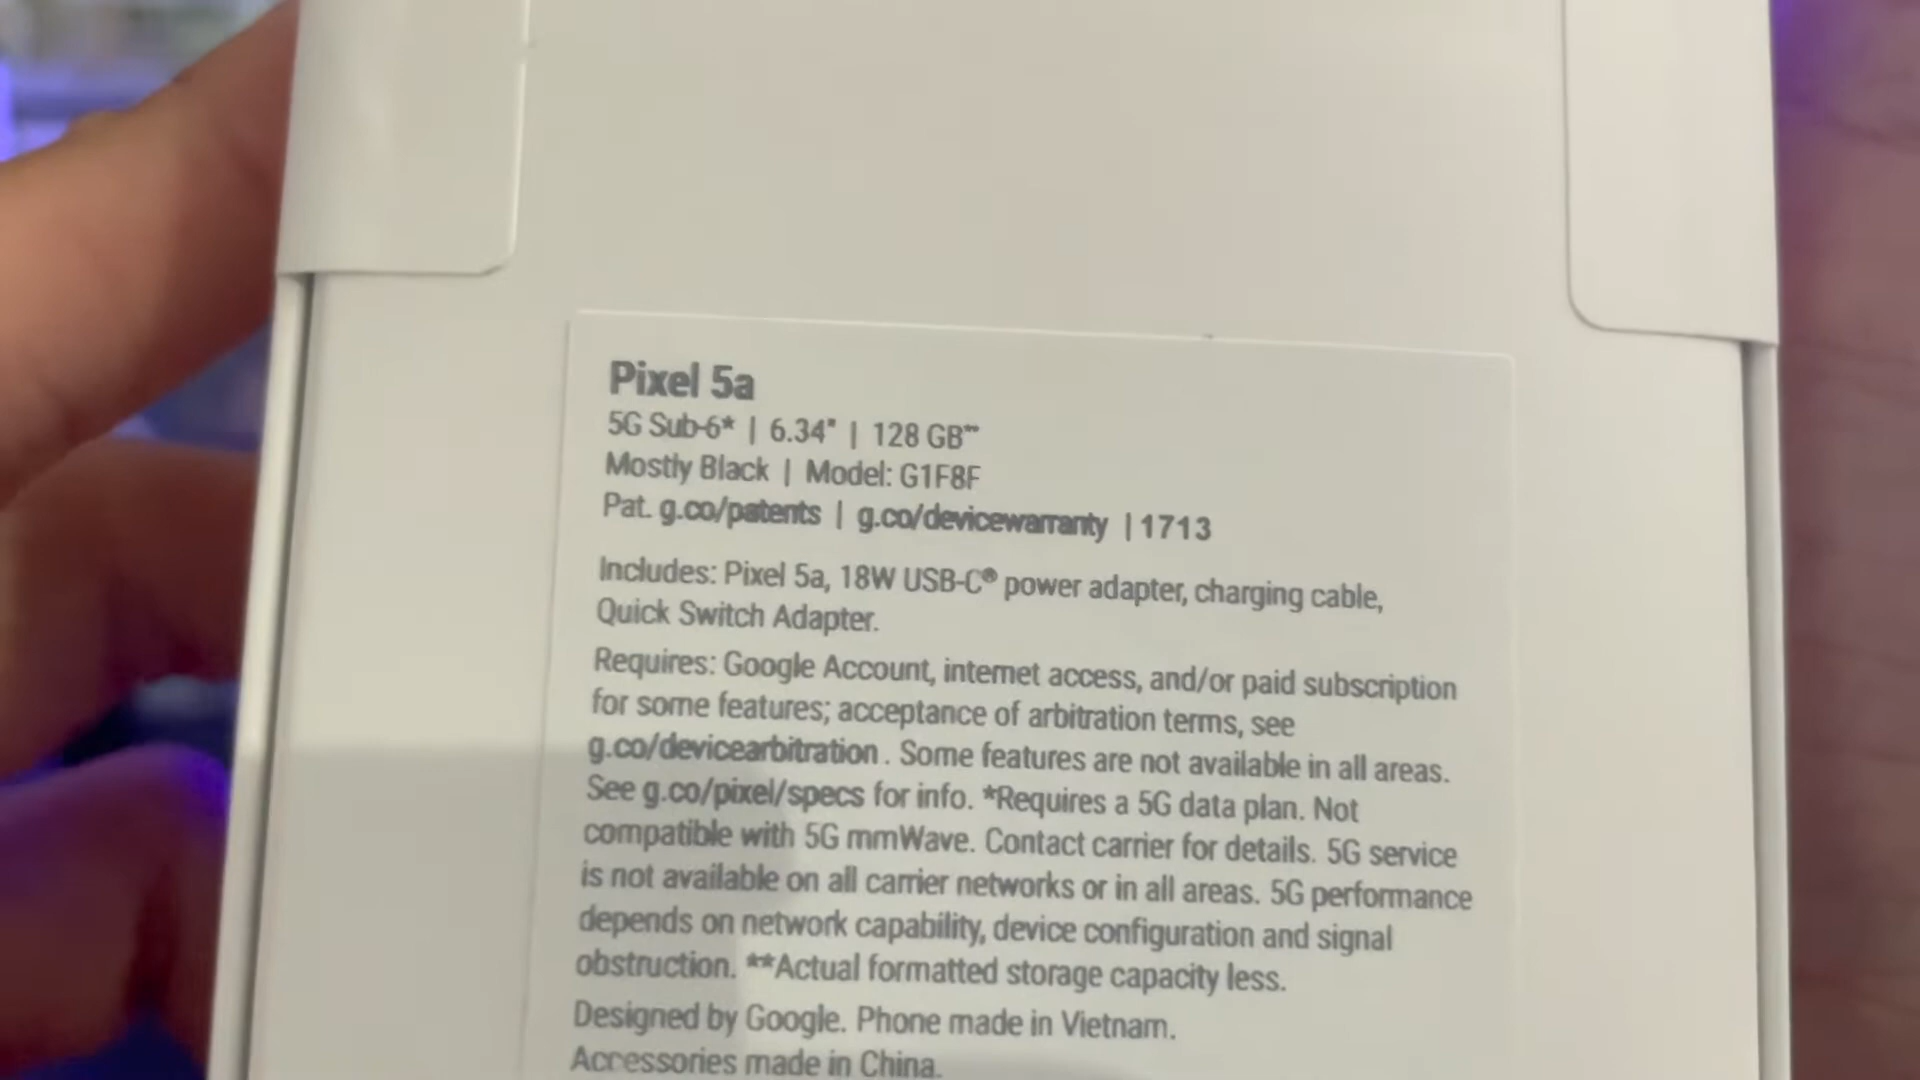 Pixel 5a
5G Sub-6* | 6.34" | 128 GB**
Mostly Black | Model: G1F8F
Pat. g.co/patents | g.co/devicewarranty | 1713
Includes: Pixel 5a, 18W USB-C® power adapter, charging cable,
Quick Switch Adapter.
Requires: Google Account, internet access, and/or paid subscription
for some features; acceptance of arbitration terms, see
g.co/devicearbitration . Some features are not available in all areas.
See g.co/pixel/specs for info. *Requires a 5G data plan. Not
compatible with 5G mmWave. Contact carrier for details. 5G service
is not available on all carrier networks or in all areas. 5G performance
depends on network capability, device configuration and signal
obstruction. **Actual formatted storage capacity less.
Designed by Google. Phone made in Vietnam.
Accessories made in China.